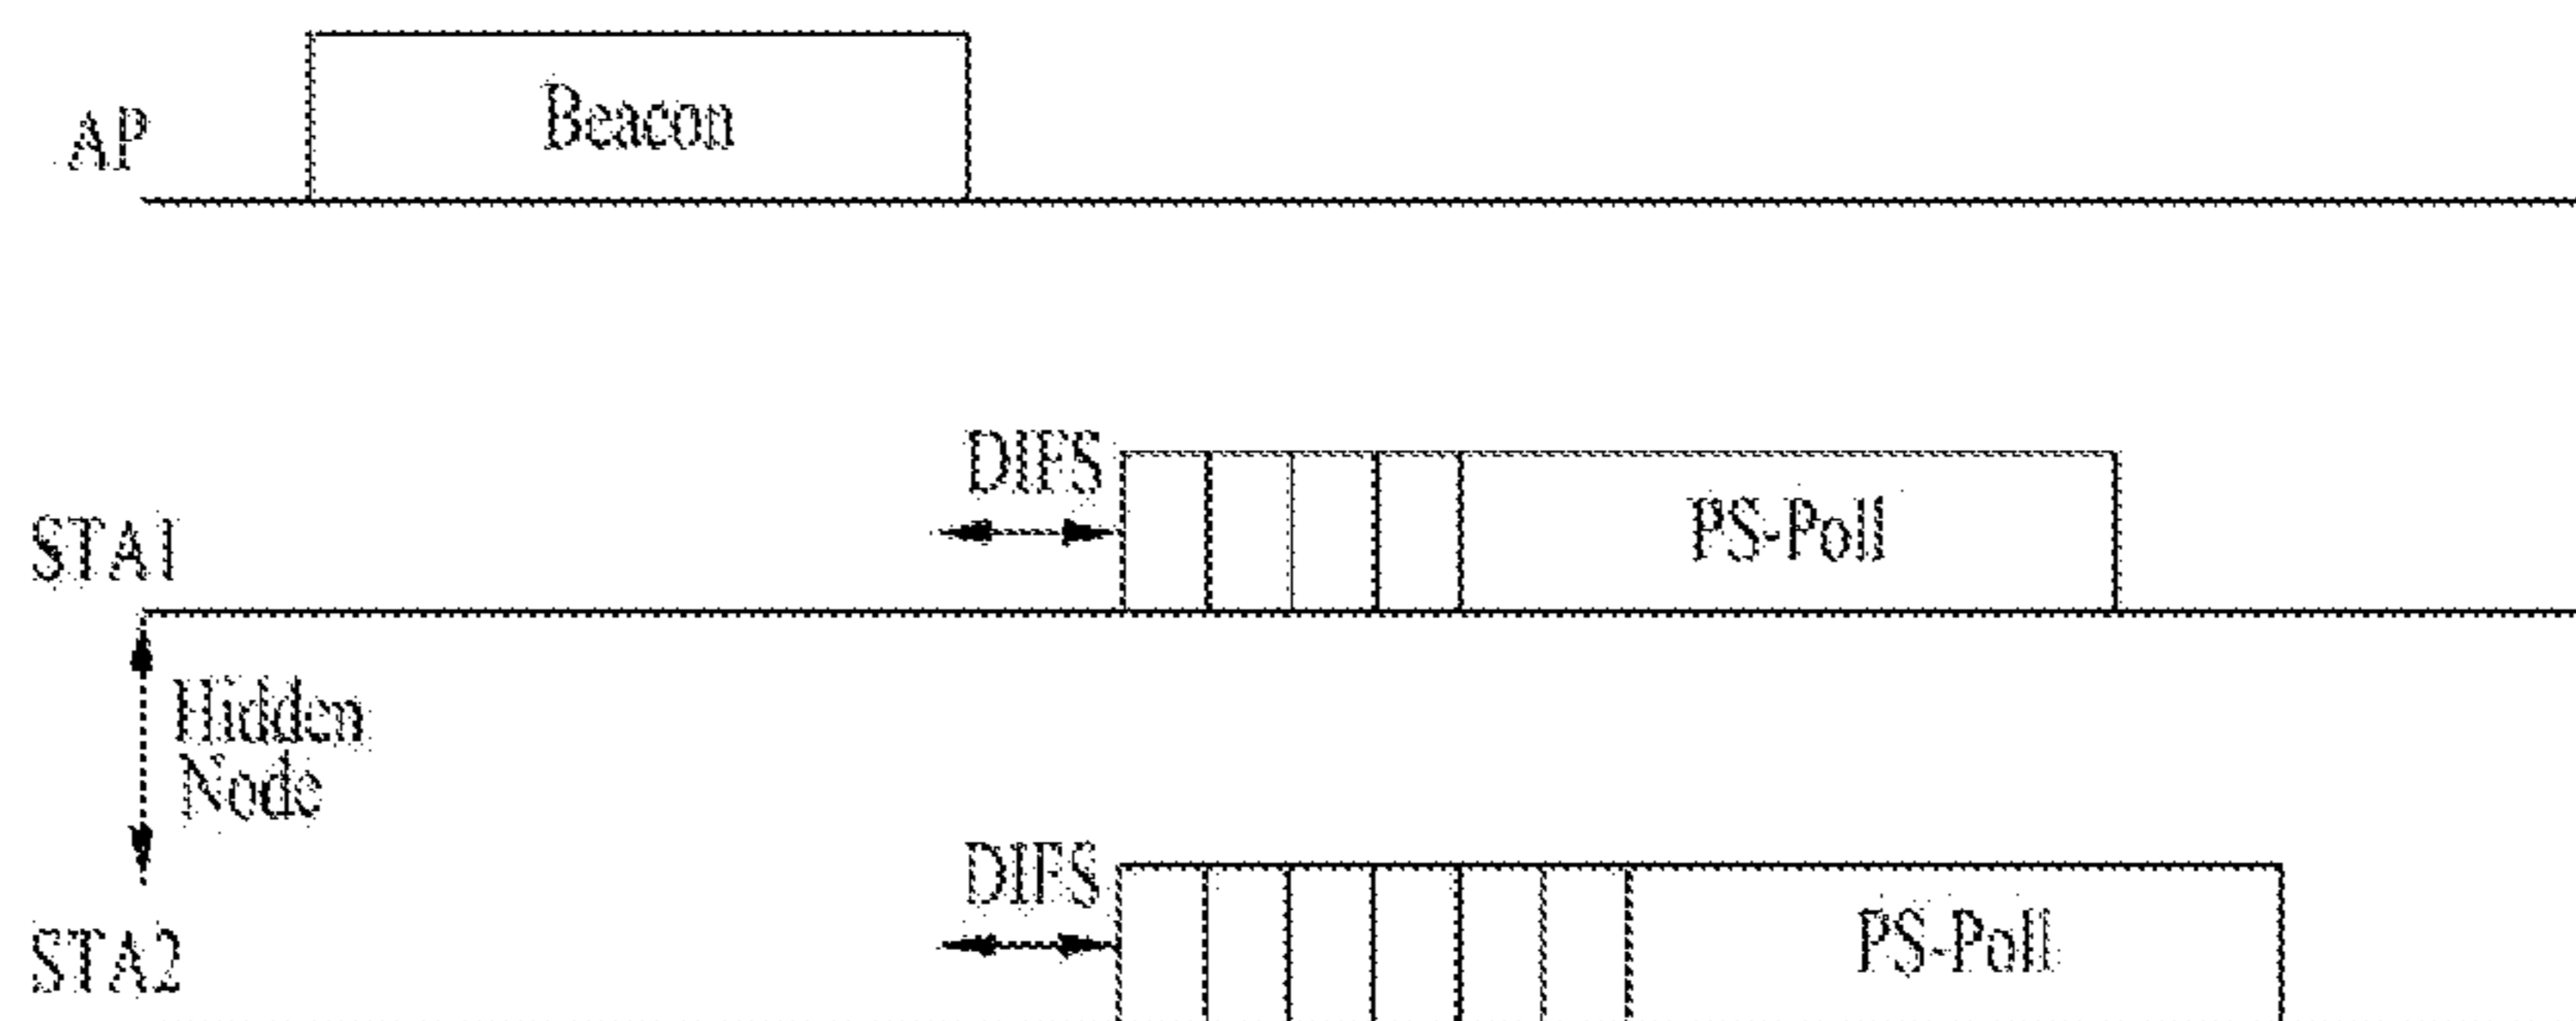 AP
Beacon
DIFS
PS-Poll
STA1
Hidden
Node
DIFS
PS-Poll
STA2